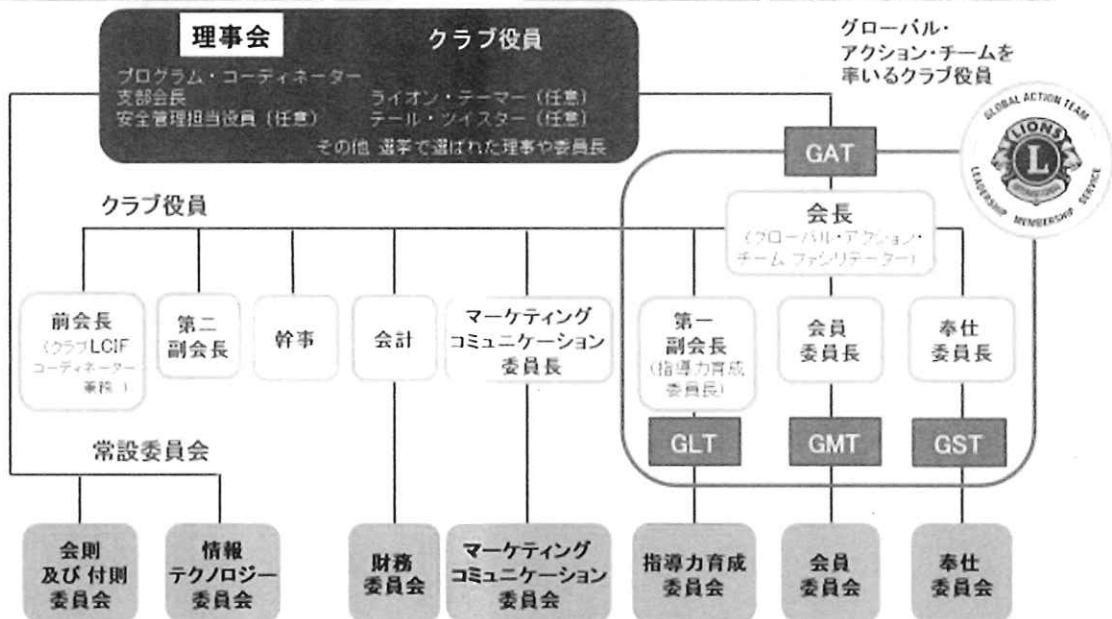 理事会 クラブ役員
プログラム・コーディネーター
支部会長 ライオン・テーマー（任意）
安全管理担当役員（任意） テール・ツイスター（任意）
その他 選挙で選ばれた理事や委員長
グローバル・
アクション・チームを
率いるクラブ役員
GLOBAL ACTION TEAM
LIONS
L
INTERNATIONAL
LEADERSHIP MEMBERSHIP SERVICE
GAT
クラブ役員
会長
（グローバル・アクション・
チーム ファシリテーター）
前会長
（クラブLCIF
コーディネーター
兼務）
第二
副会長
幹事
会計
マーケティング
コミュニケーション
委員長
第一
副会長
（指導力育成
委員長）
会員
委員長
奉仕
委員長
GLT
GMT
GST
常設委員会
会則
及び 付則
委員会
情報
テクノロジー
委員会
財務
委員会
マーケティング
コミュニケーション
委員会
指導力育成
委員会
会員
委員会
奉仕
委員会